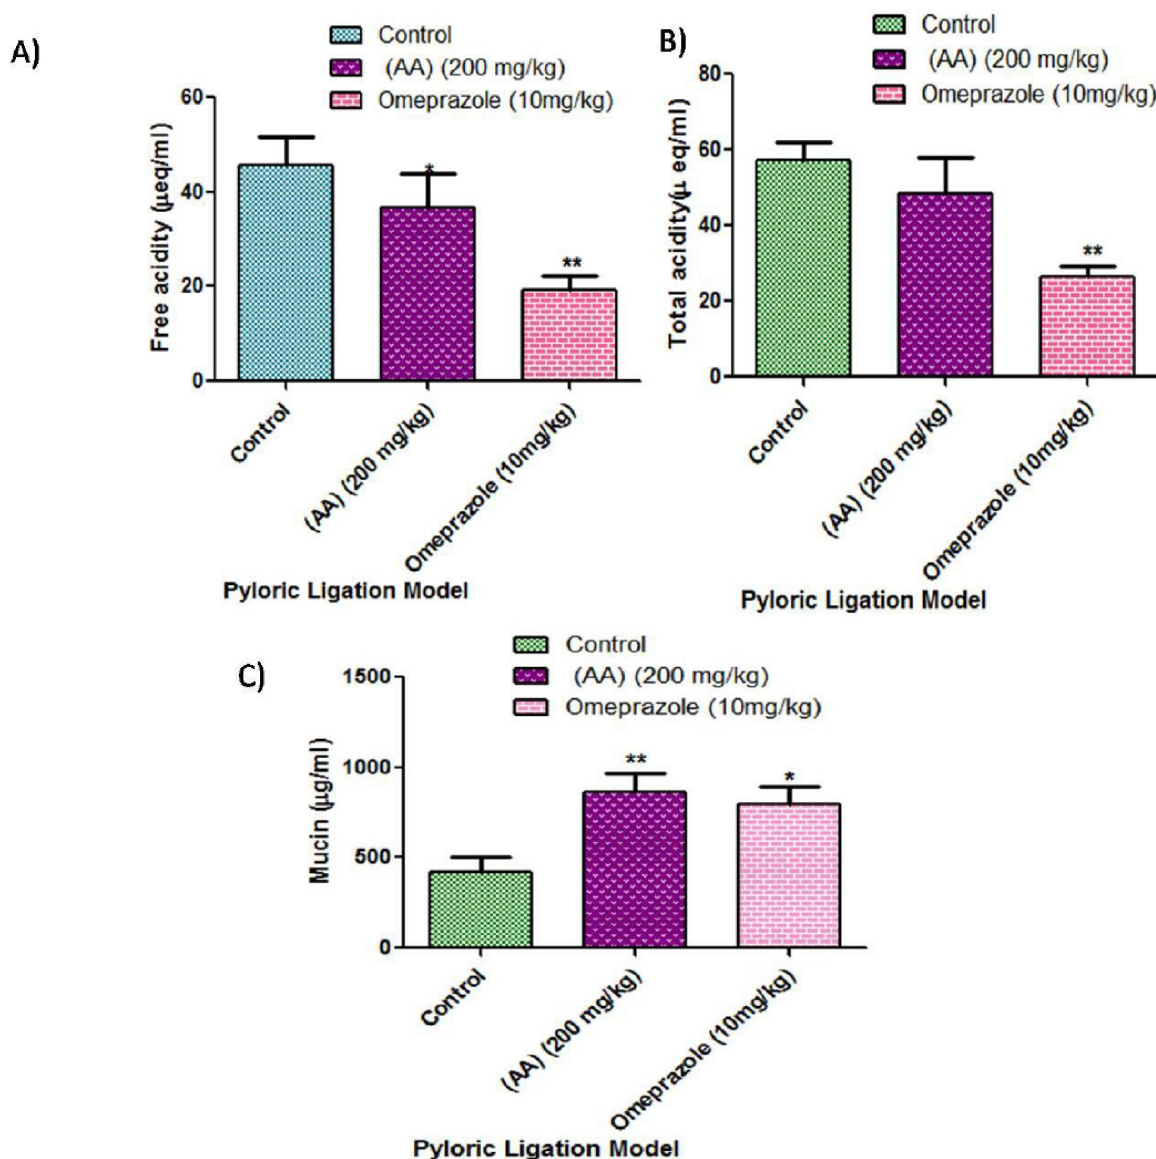 A)
Control
(AA) (200 mg/kg)
Omeprazole (10mg/kg)
Free acidity (μeq/ml)
60
40
20
0
*
**
Control
(AA) (200 mg/kg)
Omeprazole (10mg/kg)
Pyloric Ligation Model
B)
Control
(AA) (200 mg/kg)
Omeprazole (10mg/kg)
Total acidity(μ eq/ml)
80
60
40
20
0
**
Control
(AA) (200 mg/kg)
Omeprazole (10mg/kg)
Pyloric Ligation Model
C)
Control
(AA) (200 mg/kg)
Omeprazole (10mg/kg)
Mucin (μg/ml)
1500
1000
500
0
**
*
Control
(AA) (200 mg/kg)
Omeprazole (10mg/kg)
Pyloric Ligation Model